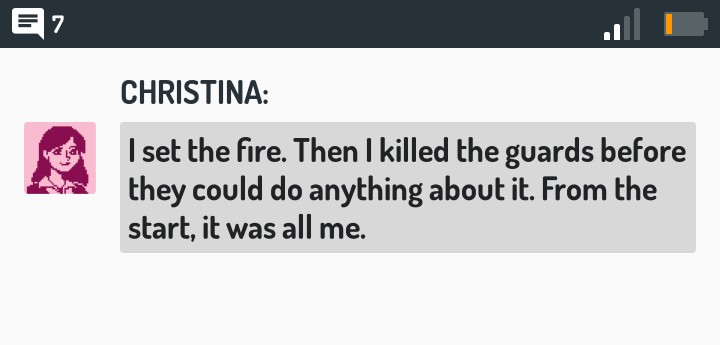 7
CHRISTINA:
I set the fire. Then I killed the guards before
they could do anything about it. From the
start, it was all me.